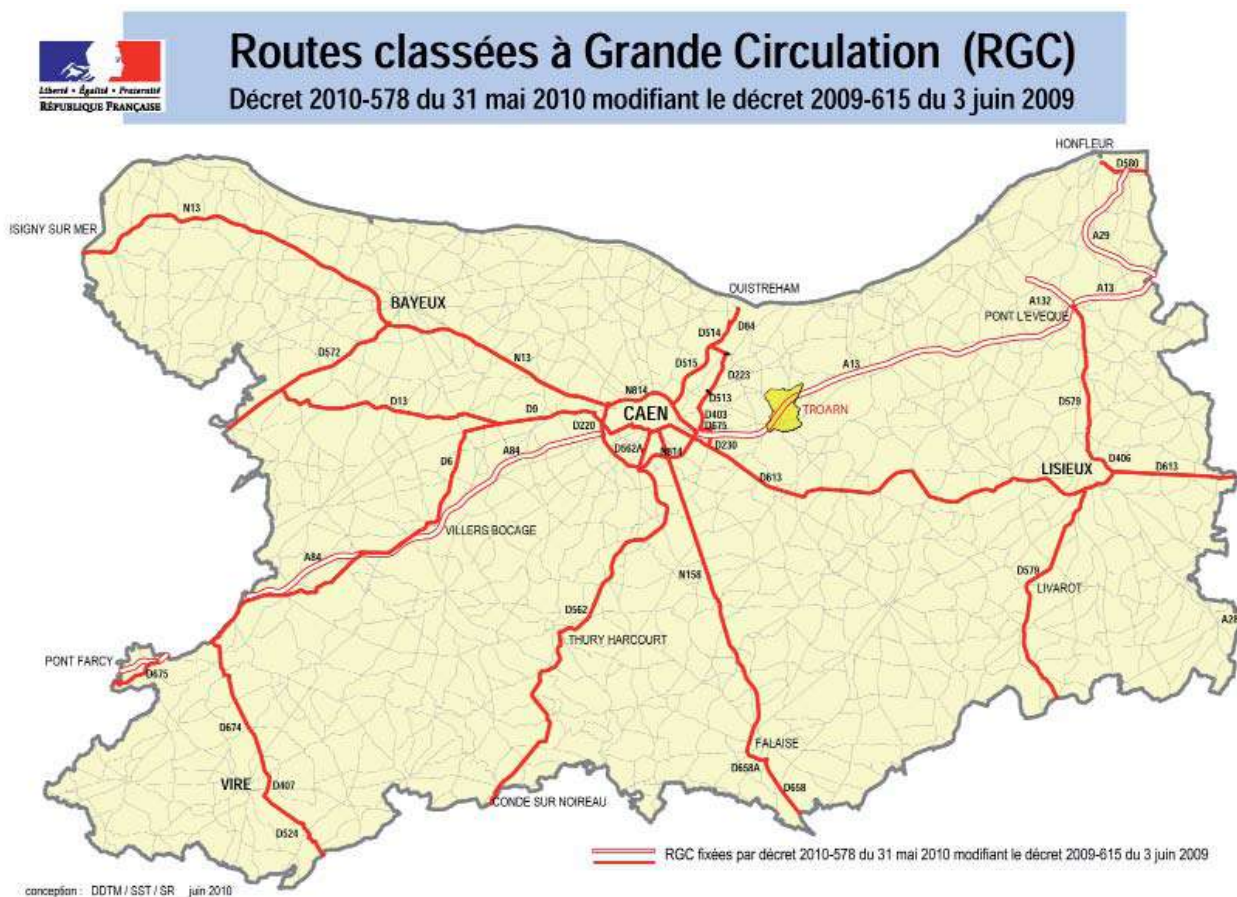 Routes classées à Grande Circulation (RGC)
Décret 2010-578 du 31 mai 2010 modifiant le décret 2009-615 du 3 juin 2009
Liberté • Égalité • Fraternité
RÉPUBLIQUE FRANÇAISE
HONFLEUR
D580
N13
ISIGNY SUR MER
A29
OUISTREHAM
A132
A13
BAYEUX
PONT L'EVEQUE
D514
D84
D572
N13
D515
D223
A13
N814
D513
D13
D9
CAEN
D403
TROARN
D579
D220
D675
D562A
N814
D230
A84
D6
D613
LISIEUX
D406
D613
VILLERS BOCAGE
A84
N158
D579
LIVAROT
D562
THURY HARCOURT
A28
PONT FARCY
D675
D674
FALAISE
D658A
VIRE
D407
D658
CONDE SUR NOIREAU
D524
RGC fixées par décret 2010-578 du 31 mai 2010 modifiant le décret 2009-615 du 3 juin 2009
conception : DDTM / SST / SR juin 2010